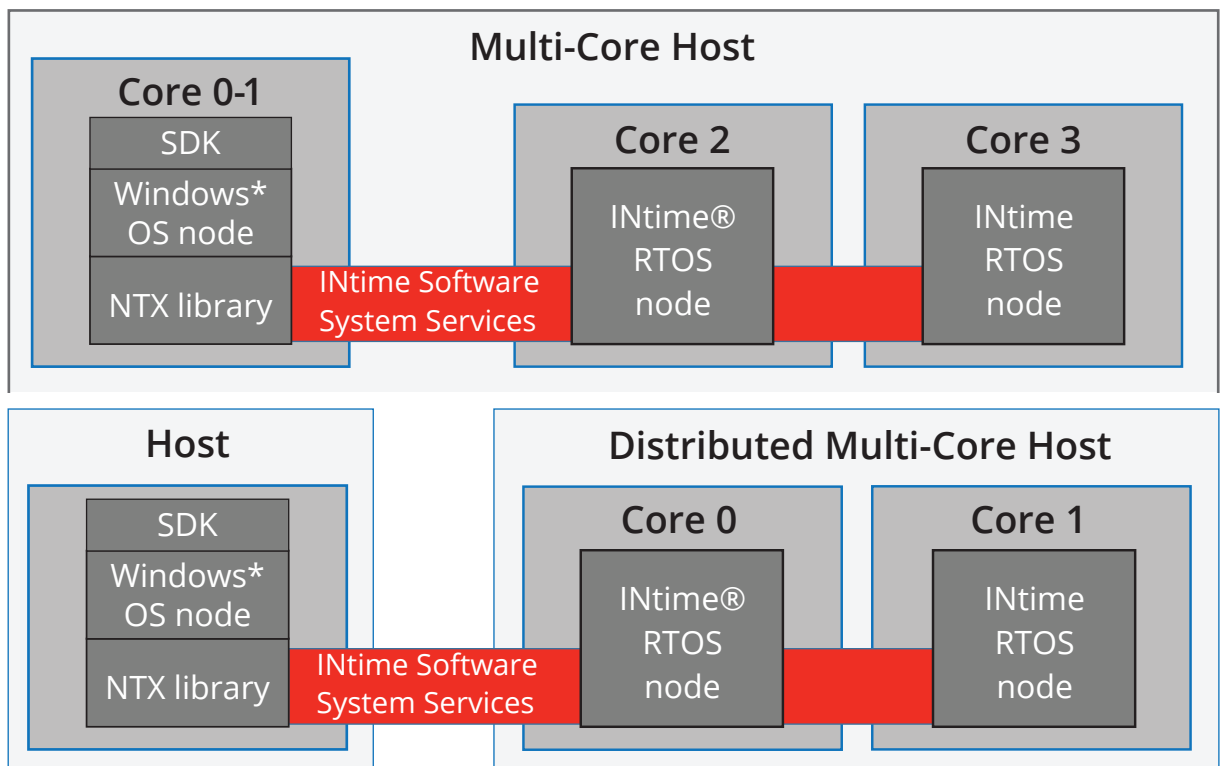 Multi-Core Host
Core 0-1
SDK
Windows*
OS node
NTX library
INtime Software
System Services
Core 2
INtime®
RTOS
node
Core 3
INtime
RTOS
node
Host
SDK
Windows*
OS node
NTX library
INtime Software
System Services
Distributed Multi-Core Host
Core 0
INtime®
RTOS
node
Core 1
INtime
RTOS
node